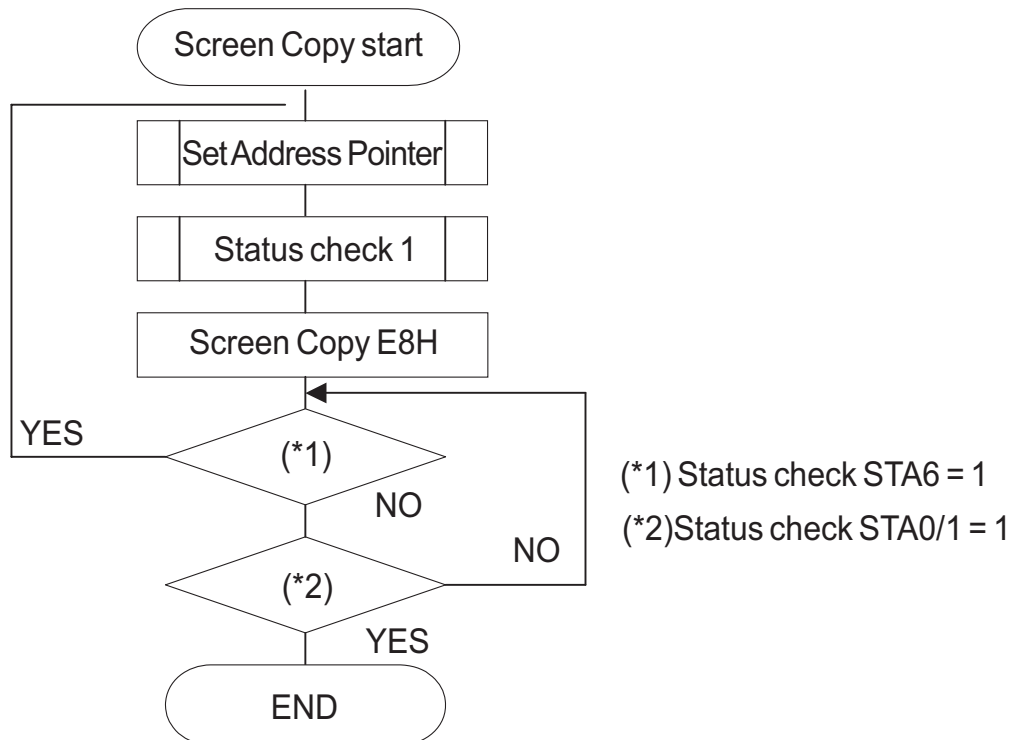 Screen Copy start
Set Address Pointer
Status check 1
Screen Copy E8H
YES
(*1)
NO
(*1) Status check STA6 = 1
(*2)Status check STA0/1 = 1
NO
(*2)
YES
END